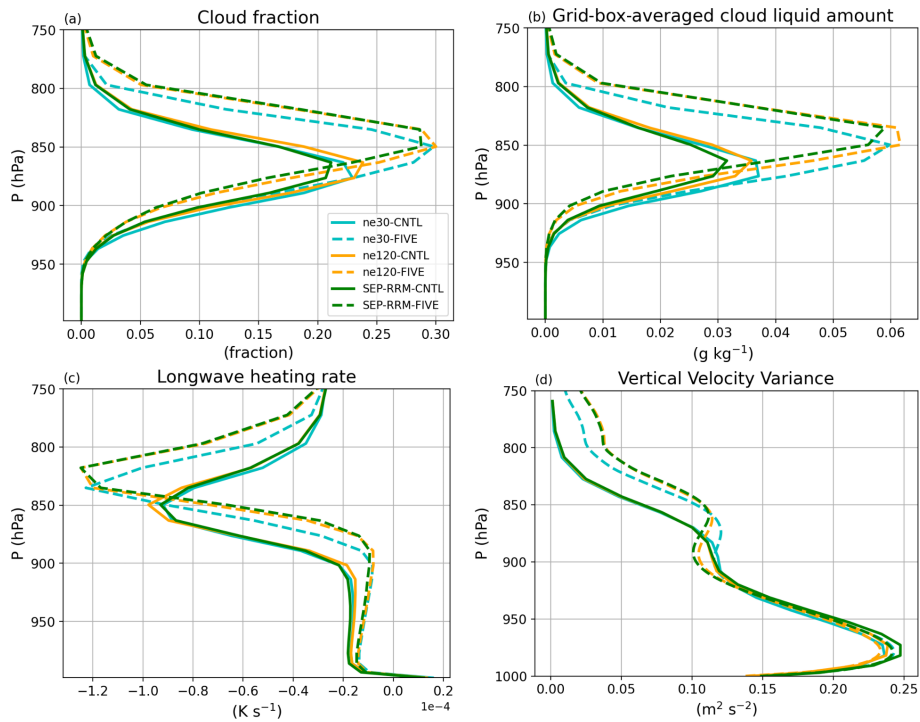 (a) Cloud fraction
750
800
850
900
950
P (hPa)
0.00 0.05 0.10 0.15 0.20 0.25 0.30
(fraction)
ne30-CNTL
ne30-FIVE
ne120-CNTL
ne120-FIVE
SEP-RRM-CNTL
SEP-RRM-FIVE
(b) Grid-box-averaged cloud liquid amount
750
800
850
900
950
P (hPa)
0.00 0.01 0.02 0.03 0.04 0.05 0.06
(g kg⁻¹)
(c) Longwave heating rate
750
800
850
900
950
P (hPa)
−1.2 −1.0 −0.8 −0.6 −0.4 −0.2 0.0 0.2
1e−4
(K s⁻¹)
(d) Vertical Velocity Variance
750
800
850
900
950
1000
P (hPa)
0.00 0.05 0.10 0.15 0.20 0.25
(m² s⁻²)